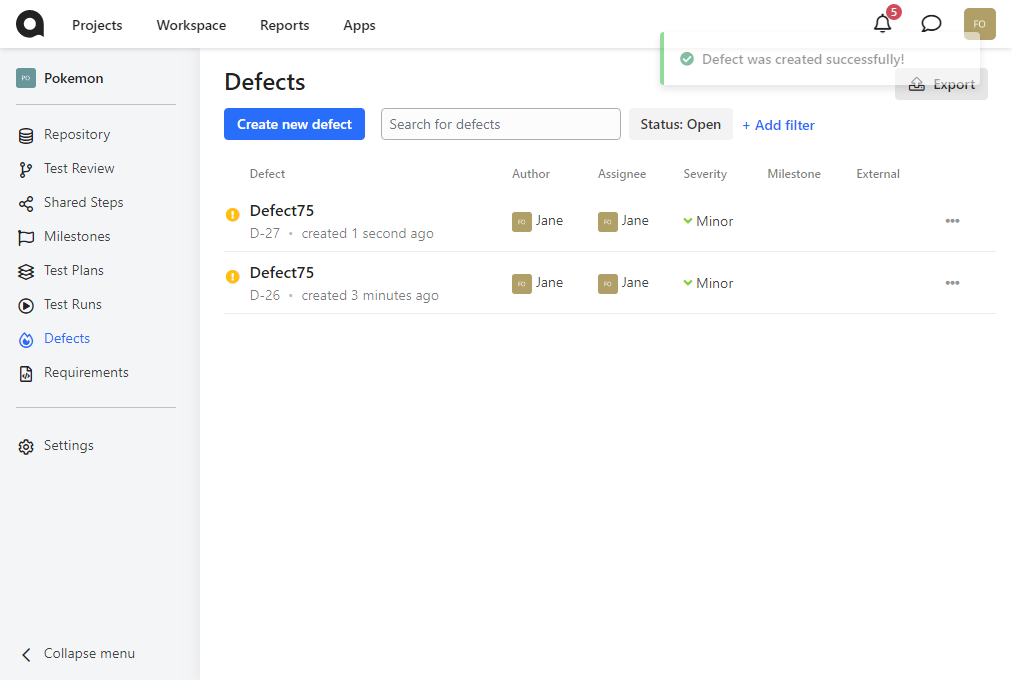 Projects Workspace Reports Apps 5 FO
PO Pokemon
Repository
Test Review
Shared Steps
Milestones
Test Plans
Test Runs
Defects
Requirements
Settings
Collapse menu
Defect was created successfully!
Defects Export
Create new defect Search for defects Status: Open + Add filter
Defect Author Assignee Severity Milestone External
Defect75 FO Jane FO Jane Minor •••
D-27 • created 1 second ago
Defect75 FO Jane FO Jane Minor •••
D-26 • created 3 minutes ago